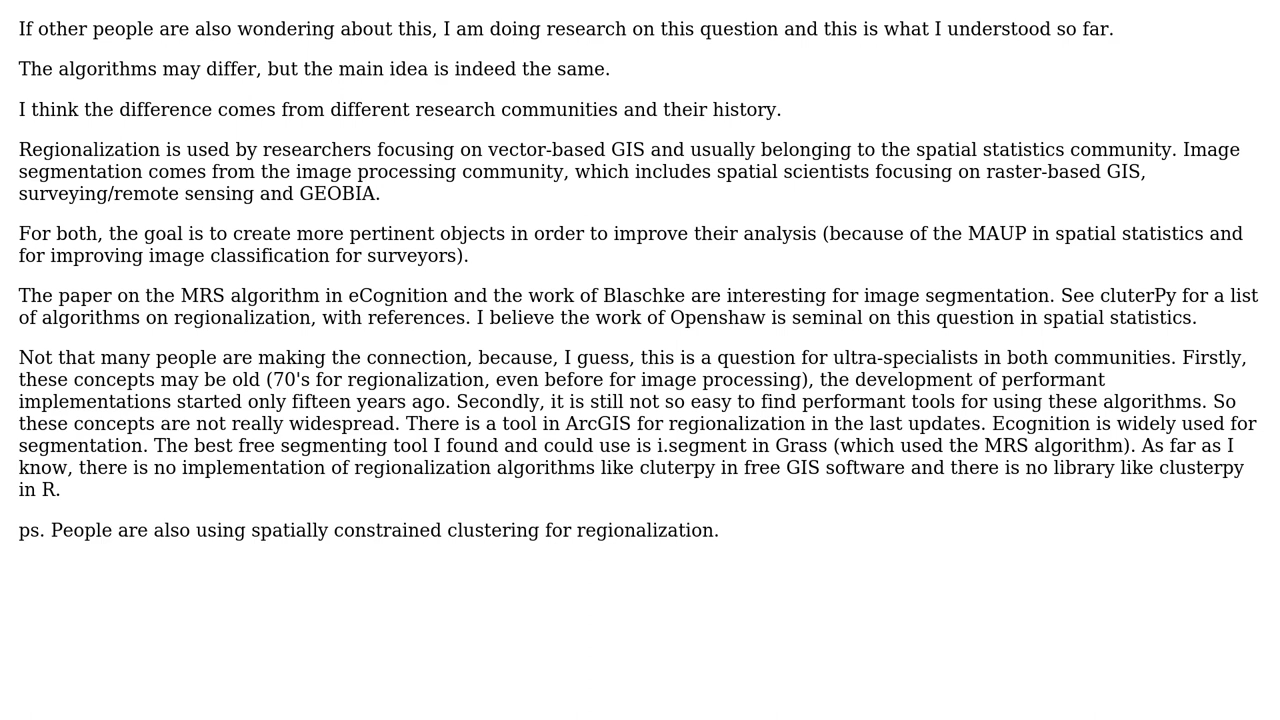 If other people are also wondering about this, I am doing research on this question and this is what I understood so far.
The algorithms may differ, but the main idea is indeed the same.
I think the difference comes from different research communities and their history.
Regionalization is used by researchers focusing on vector-based GIS and usually belonging to the spatial statistics community. Image
segmentation comes from the image processing community, which includes spatial scientists focusing on raster-based GIS,
surveying/remote sensing and GEOBIA.
For both, the goal is to create more pertinent objects in order to improve their analysis (because of the MAUP in spatial statistics and
for improving image classification for surveyors).
The paper on the MRS algorithm in eCognition and the work of Blaschke are interesting for image segmentation. See cluterPy for a list
of algorithms on regionalization, with references. I believe the work of Openshaw is seminal on this question in spatial statistics.
Not that many people are making the connection, because, I guess, this is a question for ultra-specialists in both communities. Firstly,
these concepts may be old (70's for regionalization, even before for image processing), the development of performant
implementations started only fifteen years ago. Secondly, it is still not so easy to find performant tools for using these algorithms. So
these concepts are not really widespread. There is a tool in ArcGIS for regionalization in the last updates. Ecognition is widely used for
segmentation. The best free segmenting tool I found and could use is i.segment in Grass (which used the MRS algorithm). As far as I
know, there is no implementation of regionalization algorithms like cluterpy in free GIS software and there is no library like clusterpy
in R.
ps. People are also using spatially constrained clustering for regionalization.